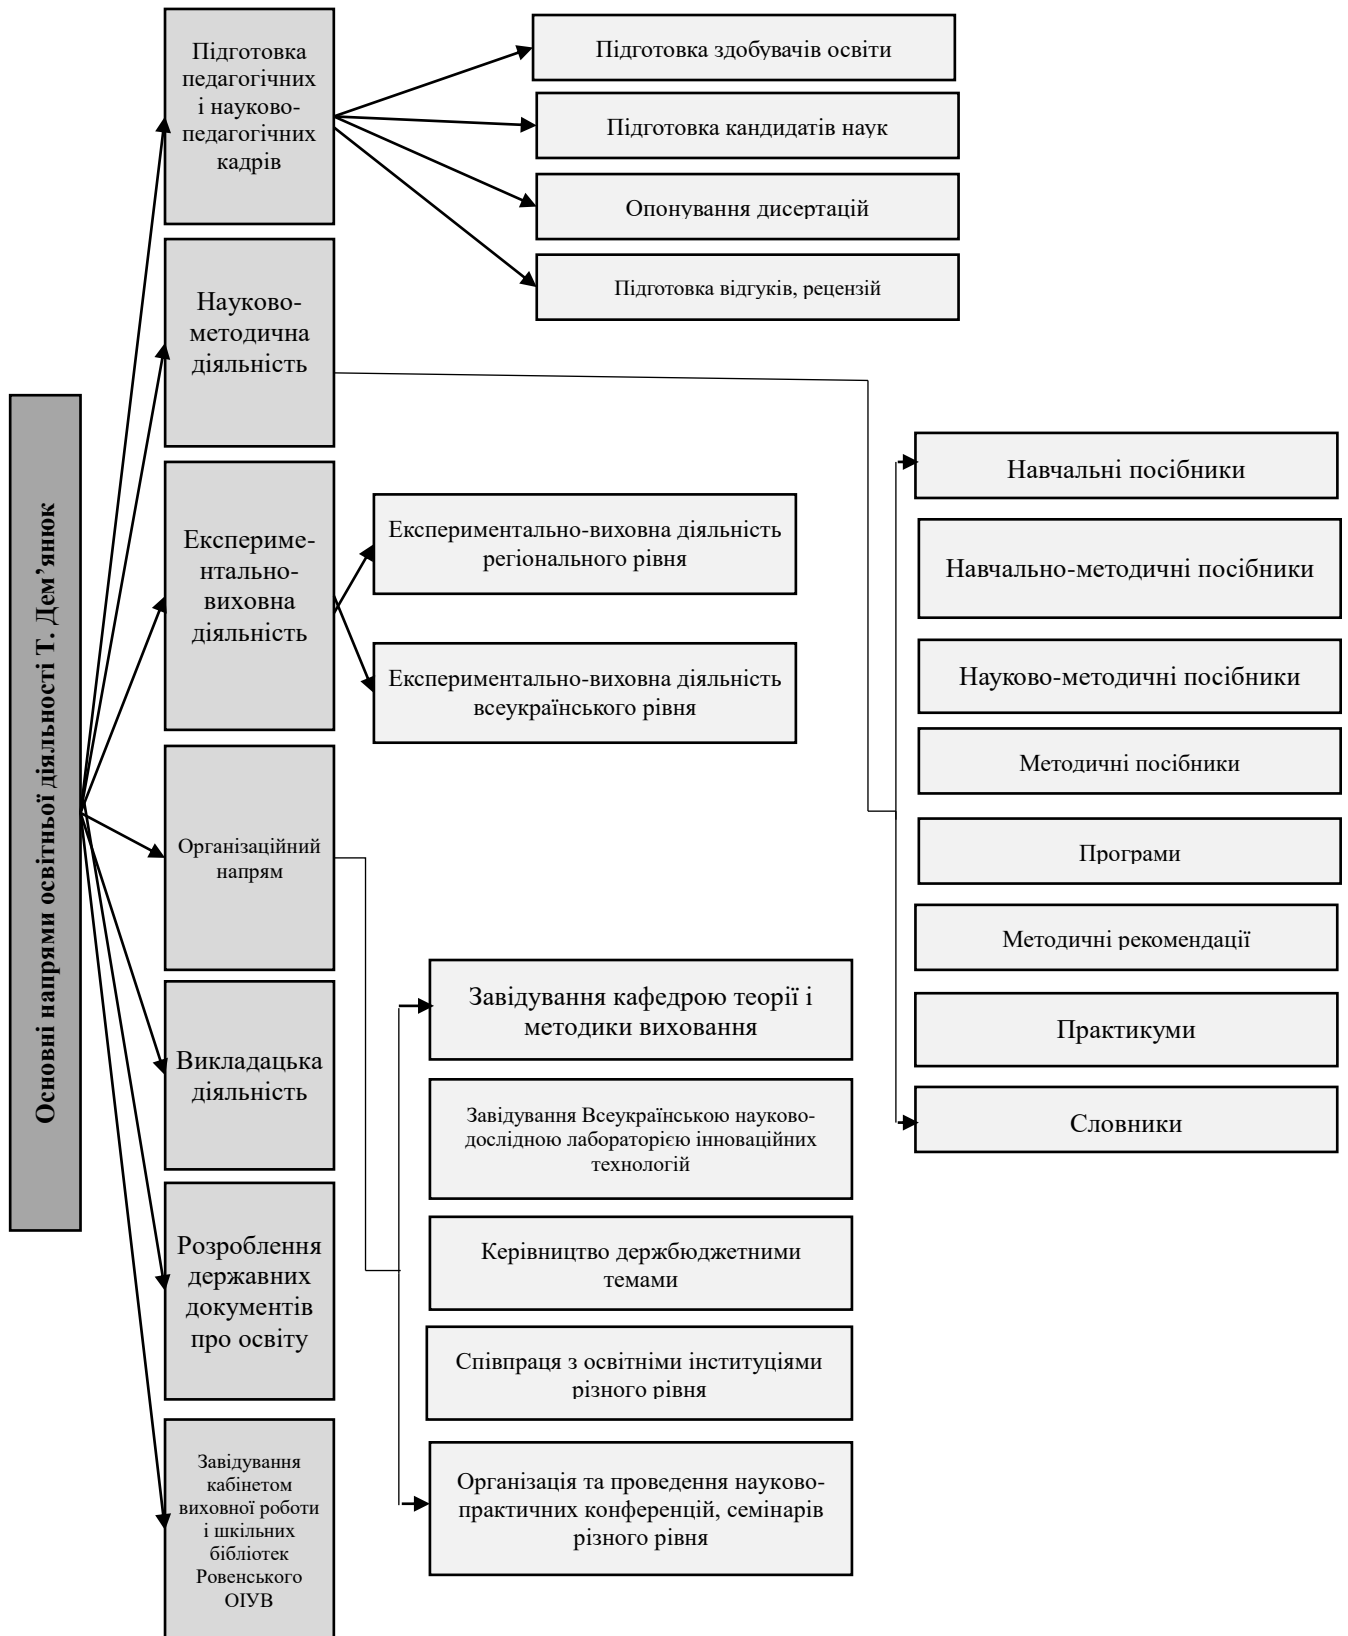 Основні напрями освітньої діяльності Т. Дем’янюк
Підготовка
педагогічних
і науково-
педагогічних
кадрів
Підготовка здобувачів освіти
Підготовка кандидатів наук
Опонування дисертацій
Підготовка відгуків, рецензій
Науково-
методична
діяльність
Навчальні посібники
Навчально-методичні посібники
Науково-методичні посібники
Методичні посібники
Програми
Методичні рекомендації
Практикуми
Словники
Експериме-
нтально-
виховна
діяльність
Експериментально-виховна діяльність
регіонального рівня
Експериментально-виховна діяльність
всеукраїнського рівня
Організаційний
напрям
Завідування кафедрою теорії і
методики виховання
Завідування Всеукраїнською науково-
дослідною лабораторією інноваційних
технологій
Керівництво держбюджетними
темами
Співпраця з освітніми інституціями
різного рівня
Організація та проведення науково-
практичних конференцій, семінарів
різного рівня
Викладацька
діяльність
Розроблення
державних
документів
про освіту
Завідування
кабінетом
виховної роботи
і шкільних
бібліотек
Ровенського
ОІУВ